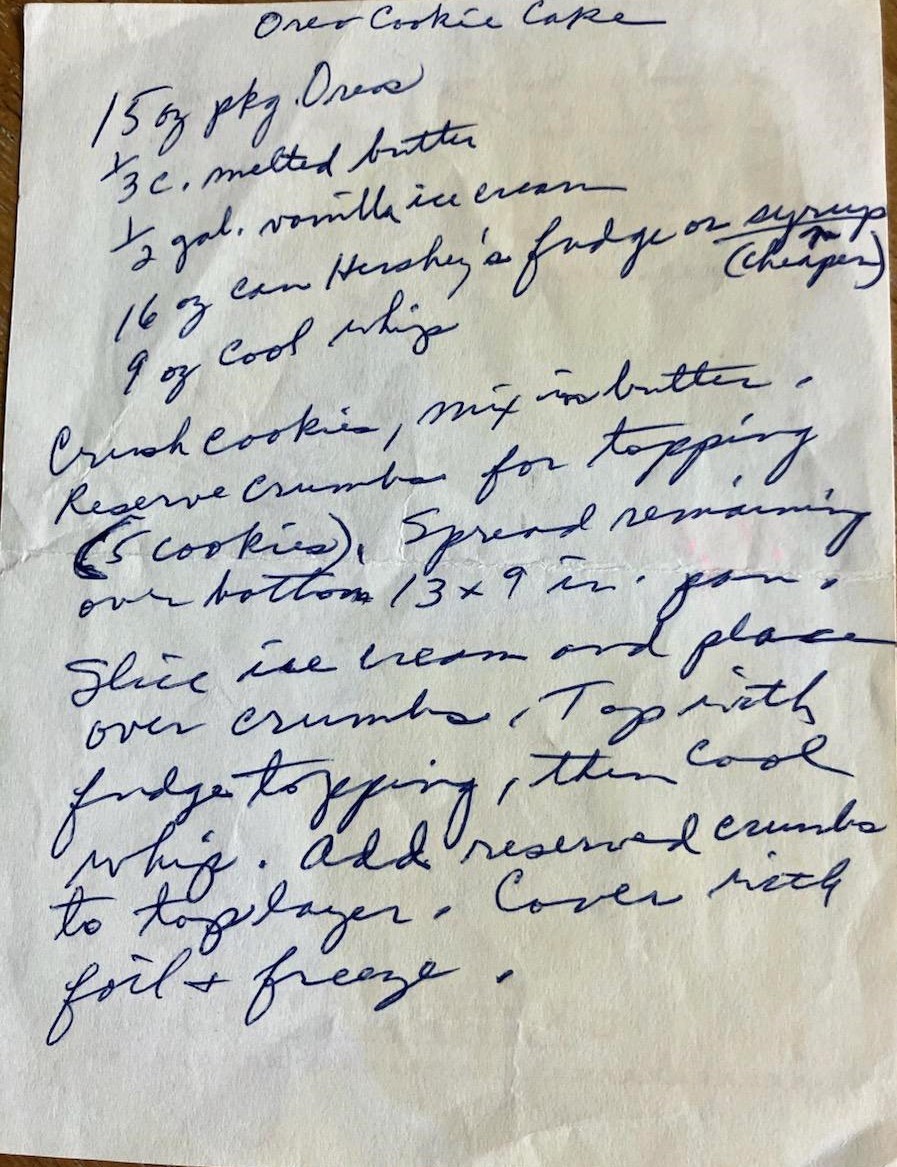 Oreo Cookie Cake
15 oz pkg. Oreos
1/3 c. melted butter
1/2 gal. vanilla ice cream
16 oz can Hershey's fudge or syrup
(cheaper)
9 oz Cool whip
Crush cookies, mix in butter.
Reserve crumbs for topping
(5 cookies). Spread remaining
over bottom 13 x 9 in. pan.
Slice ice cream and place
over crumbs. Top with
fudge topping, then Cool
whip. Add reserved crumbs
to top layer. Cover with
foil + freeze.